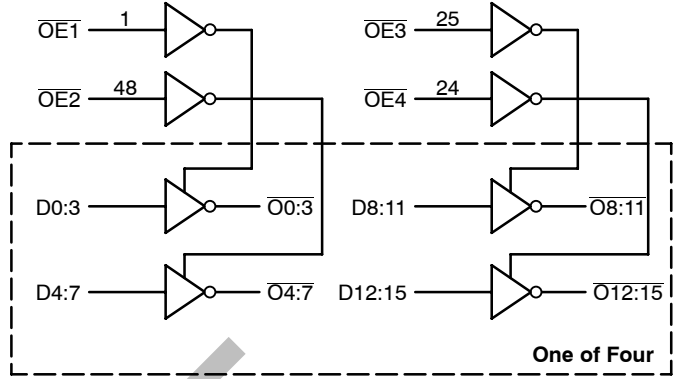 OE1 1 OE3 25
OE2 48 OE4 24
D0:3 O0:3 D8:11 O8:11
D4:7 O4:7 D12:15 O12:15
One of Four